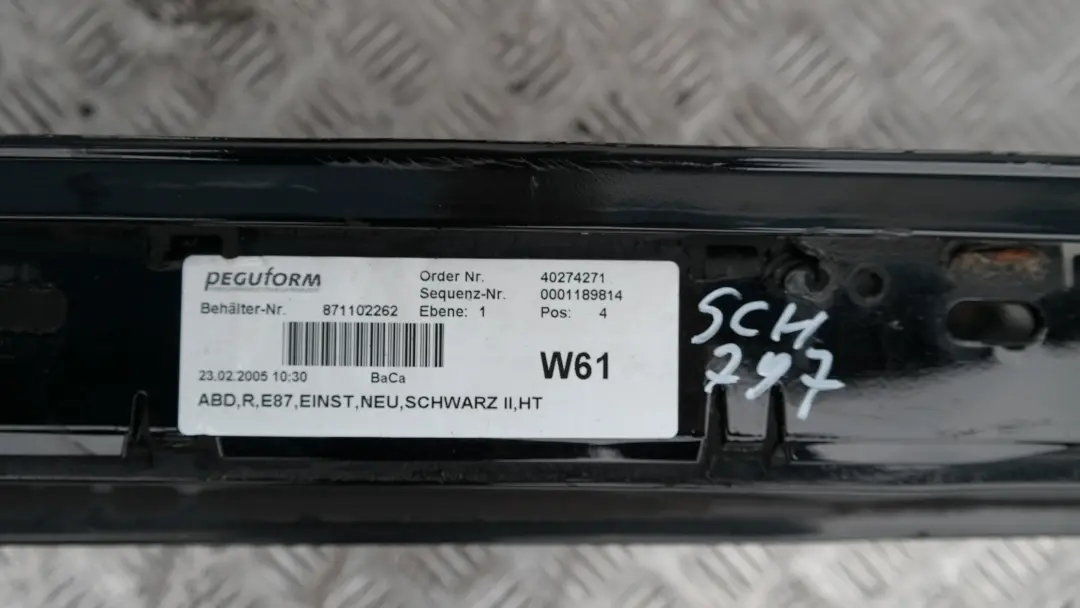 PEGUFORM
Order Nr. 40274271
Sequenz-Nr. 0001189814
Behälter-Nr. 871102262 Ebene: 1 Pos: 4
W61
23.02.2005 10:30 BaCa
ABD,R,E87,EINST,NEU,SCHWARZ II,HT
SCH
797